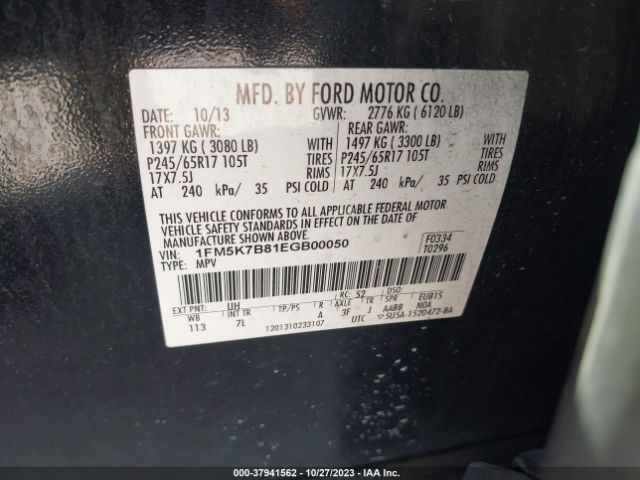 MFD. BY FORD MOTOR CO.
DATE: 10/13 GVWR: 2776 KG ( 6120 LB)
FRONT GAWR: REAR GAWR:
1397 KG ( 3080 LB) WITH 1497 KG ( 3300 LB) WITH
P245/65R17 105T TIRES P245/65R17 105T TIRES
17X7.5J RIMS 17X7.5J RIMS
AT 240 kPa/ 35 PSI COLD AT 240 kPa/ 35 PSI COLD
THIS VEHICLE CONFORMS TO ALL APPLICABLE FEDERAL MOTOR
VEHICLE SAFETY STANDARDS IN EFFECT ON THE DATE OF
MANUFACTURE SHOWN ABOVE.
VIN: 1FM5K7B81EGB00050 F0334
TYPE: MPV T0296
EXT PNT: UH RC: 52 DSO:
WB INT TR TP/PS R AXLE TR SPR EUB1S
113 7L A 3F J AABB NOA
1201310233107 UTC 5U5A-1520472-BA
000-37941562 - 10/27/2023 - IAA Inc.